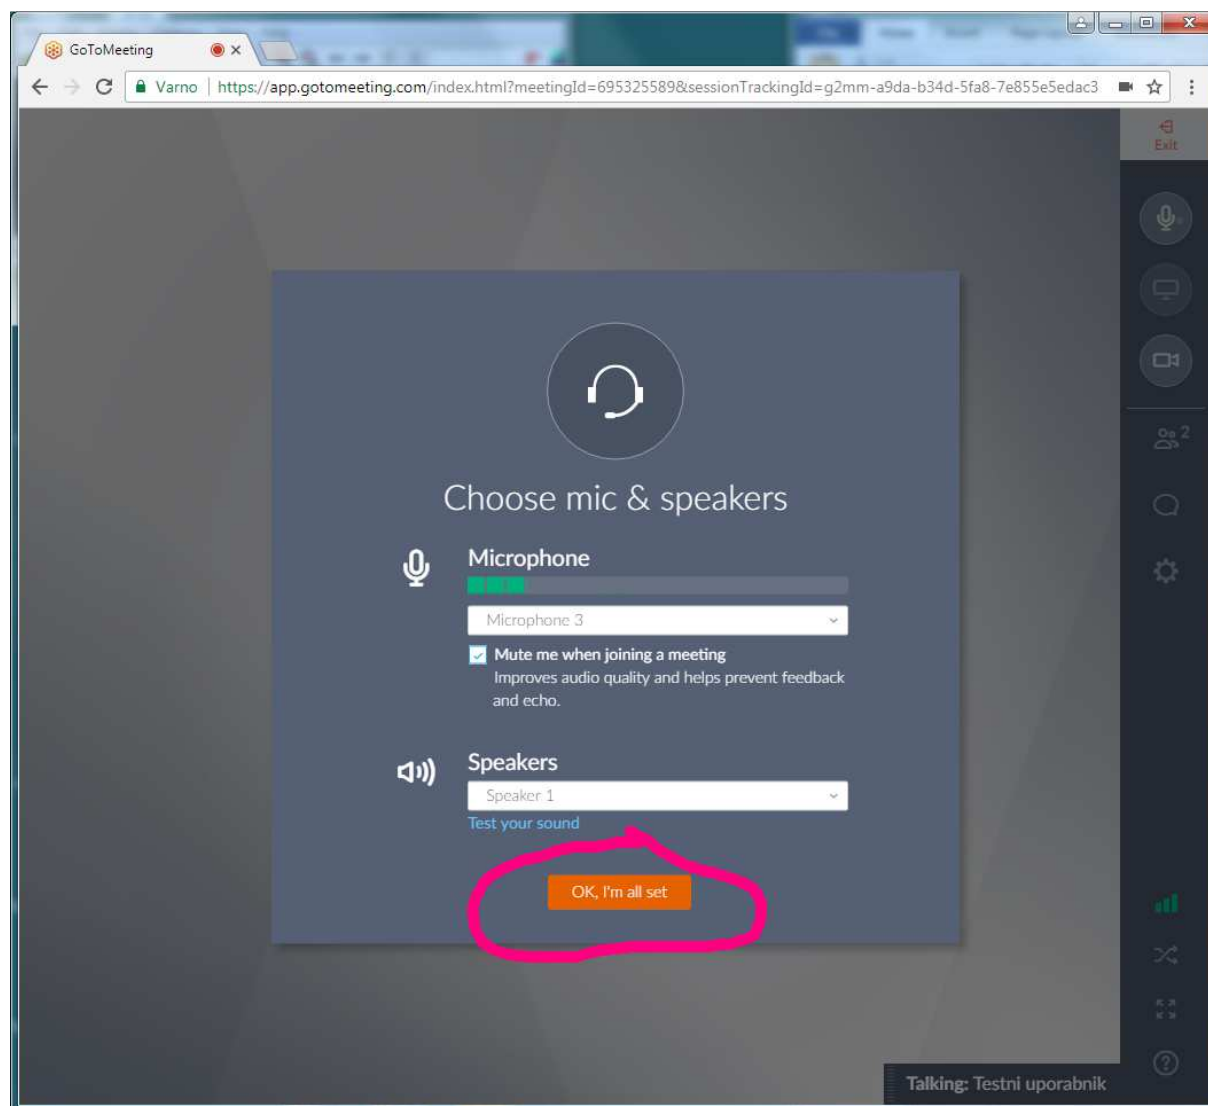 GoToMeeting
Varno
https://app.gotomeeting.com/index.html?meetingId=695325589&sessionTrackingId=g2mm-a9da-b34d-5fa8-7e855e5edac3
Exit
2
Choose mic & speakers
Microphone
Microphone 3
Mute me when joining a meeting
Improves audio quality and helps prevent feedback
and echo.
Speakers
Speaker 1
Test your sound
OK, I'm all set
Talking: Testni uporabnik